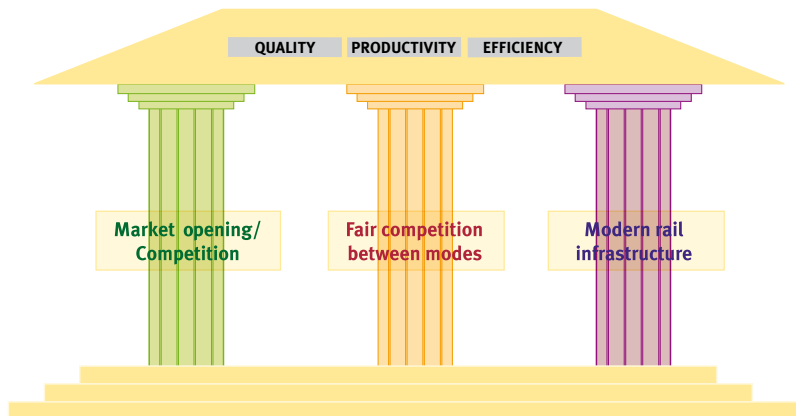 QUALITY PRODUCTIVITY EFFICIENCY
Market opening/
Competition
Fair competition
between modes
Modern rail
infrastructure